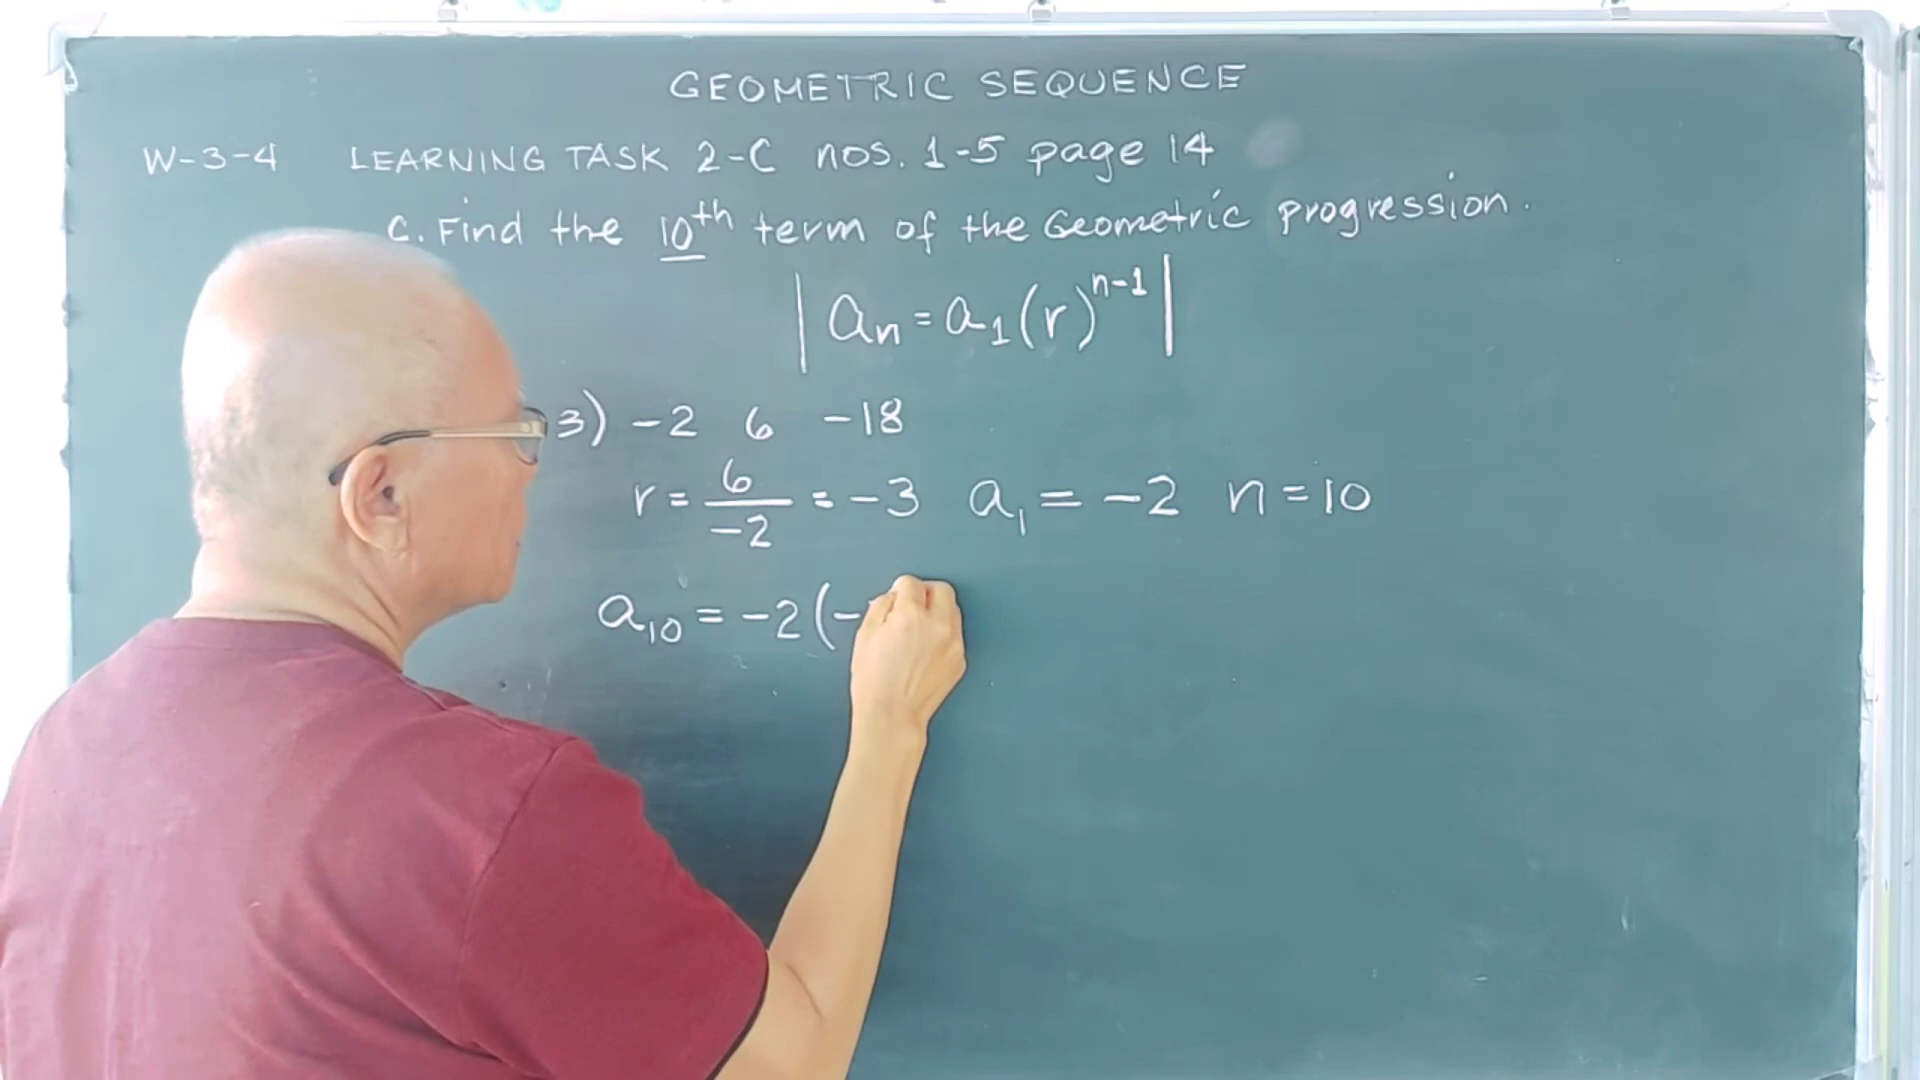 GEOMETRIC SEQUENCE
W-3-4 LEARNING TASK 2-C nos. 1-5 page 14
C. Find the 10th term of the Geometric progression.
| an = a1(r)^n-1 |
3) -2 6 -18
r = 6/-2 = -3 a1 = -2 n = 10
a10 = -2(-